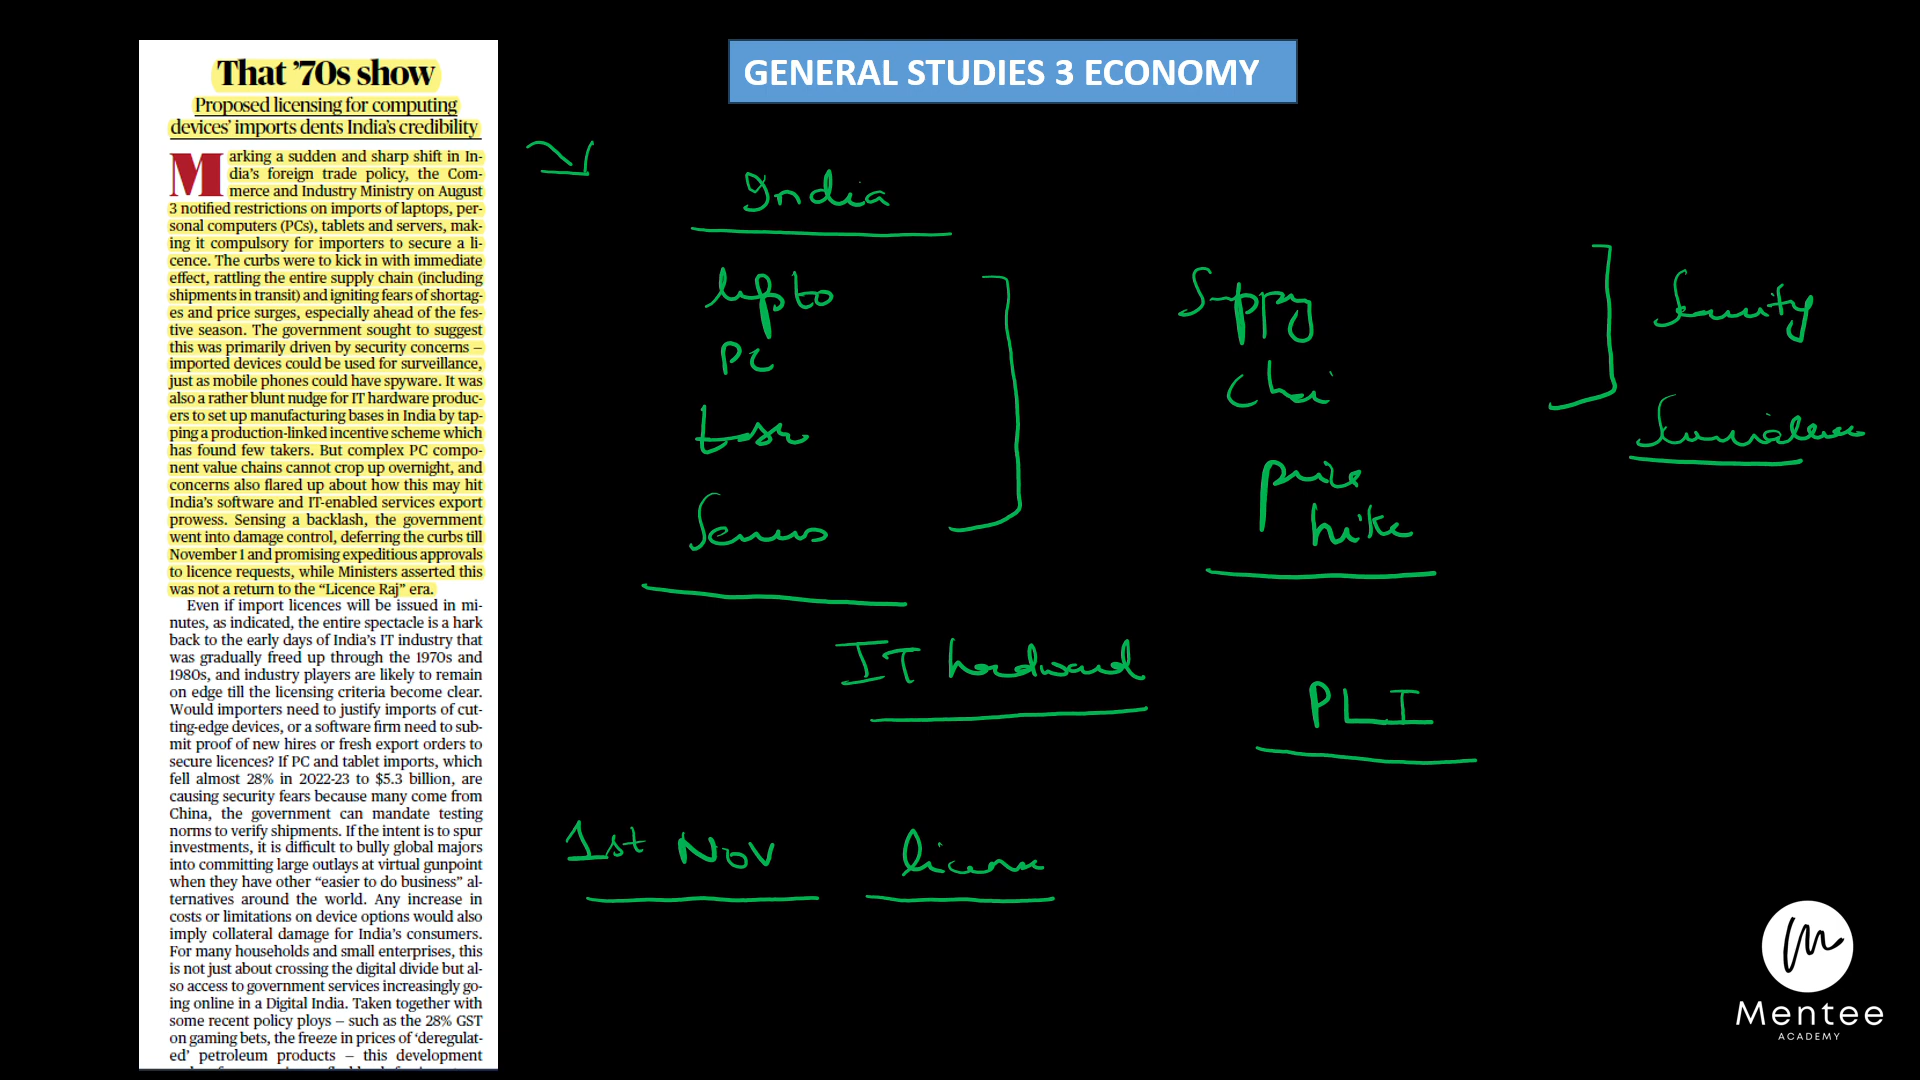 That ’70s show
Proposed licensing for computing
devices’ imports dents India’s credibility
Marking a sudden and sharp shift in In-
dia’s foreign trade policy, the Com-
merce and Industry Ministry on August
3 notified restrictions on imports of laptops, per-
sonal computers (PCs), tablets and servers, mak-
ing it compulsory for importers to secure a li-
cence. The curbs were to kick in with immediate
effect, rattling the entire supply chain (including
shipments in transit) and igniting fears of shortag-
es and price surges, especially ahead of the fes-
tive season. The government sought to suggest
this was primarily driven by security concerns –
imported devices could be used for surveillance,
just as mobile phones could have spyware. It was
also a rather blunt nudge for IT hardware produc-
ers to set up manufacturing bases in India by tap-
ping a production-linked incentive scheme which
has found few takers. But complex PC compo-
nent value chains cannot crop up overnight, and
concerns also flared up about how this may hit
India’s software and IT-enabled services export
prowess. Sensing a backlash, the government
went into damage control, deferring the curbs till
November 1 and promising expeditious approvals
to licence requests, while Ministers asserted this
was not a return to the “Licence Raj” era.
Even if import licences will be issued in mi-
nutes, as indicated, the entire spectacle is a hark
back to the early days of India’s IT industry that
was gradually freed up through the 1970s and
1980s, and industry players are likely to remain
on edge till the licensing criteria become clear.
Would importers need to justify imports of cut-
ting-edge devices, or a software firm need to sub-
mit proof of new hires or fresh export orders to
secure licences? If PC and tablet imports, which
fell almost 28% in 2022-23 to $5.3 billion, are
causing security fears because many come from
China, the government can mandate testing
norms to verify shipments. If the intent is to spur
investments, it is difficult to bully global majors
into committing large outlays at virtual gunpoint
when they have other “easier to do business” al-
ternatives around the world. Any increase in
costs or limitations on device options would also
imply collateral damage for India’s consumers.
For many households and small enterprises, this
is not just about crossing the digital divide but al-
so access to government services increasingly go-
ing online in a Digital India. Taken together with
some recent policy ploys – such as the 28% GST
on gaming bets, the freeze in prices of ‘deregulat-
ed’ petroleum products – this development
GENERAL STUDIES 3 ECONOMY
India
PC
Supply
Chai
price
hike
Security
IT hardward
PLI
1st Nov
license
Mentee
ACADEMY